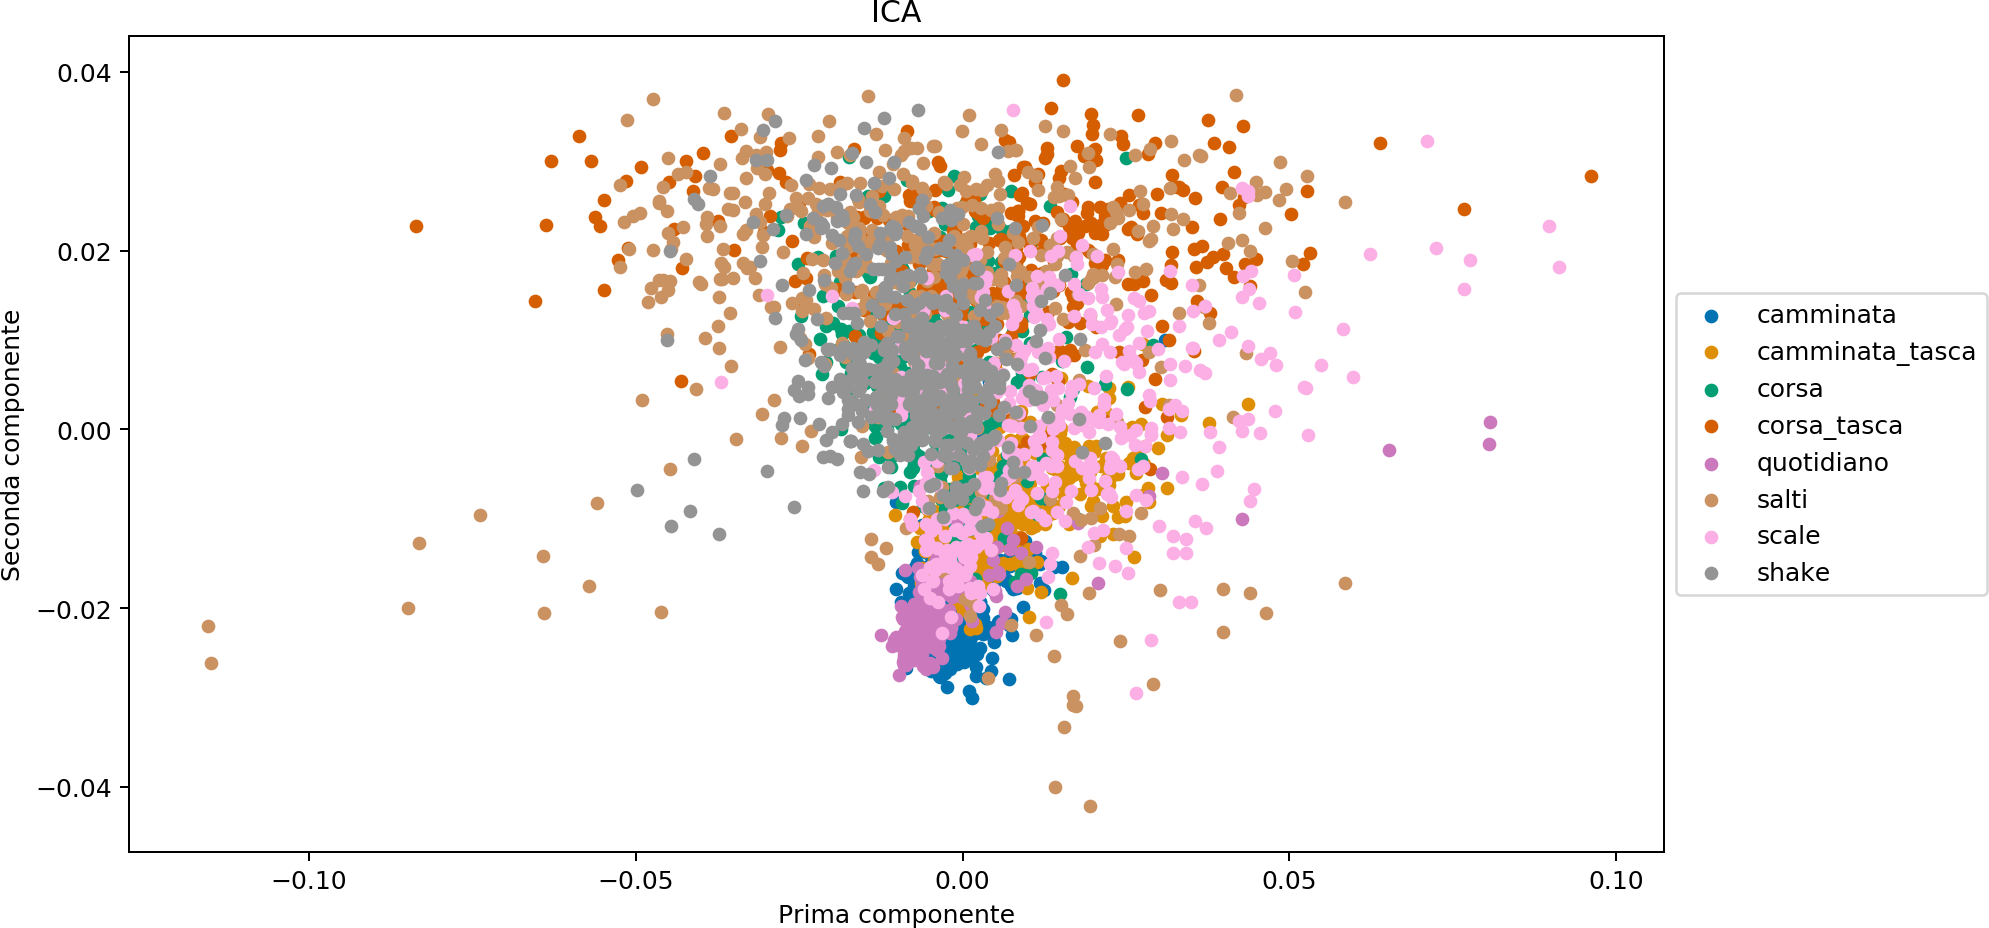 ICA
0.04
0.02
0.00
−0.02
−0.04
Seconda componente
−0.10
−0.05
0.00
0.05
0.10
Prima componente
camminata
camminata_tasca
corsa
corsa_tasca
quotidiano
salti
scale
shake